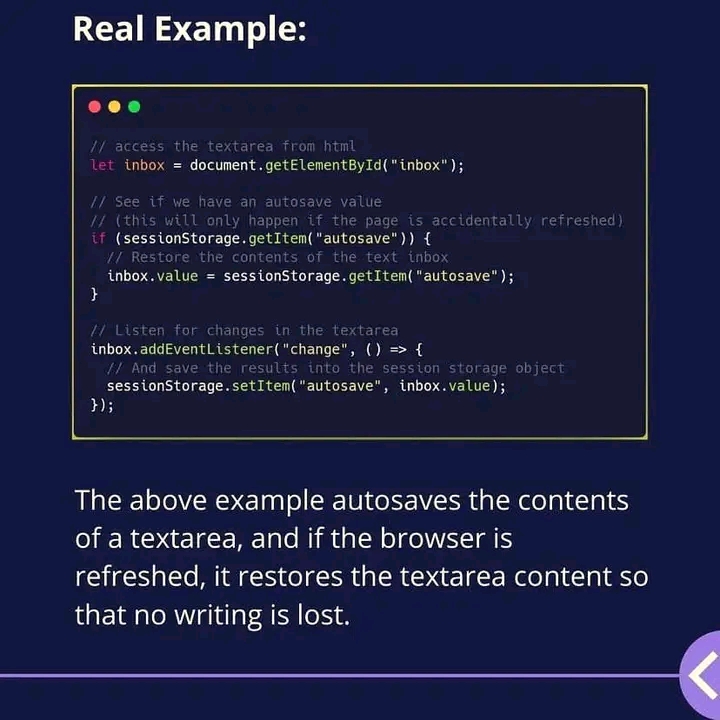 Real Example:
// access the textarea from html
let inbox = document.getElementById("inbox");
// See if we have an autosave value
// (this will only happen if the page is accidentally refreshed)
if (sessionStorage.getItem("autosave")) {
  // Restore the contents of the text inbox
  inbox.value = sessionStorage.getItem("autosave");
}
// Listen for changes in the textarea
inbox.addEventListener("change", () => {
  // And save the results into the session storage object
  sessionStorage.setItem("autosave", inbox.value);
});
The above example autosaves the contents
of a textarea, and if the browser is
refreshed, it restores the textarea content so
that no writing is lost.